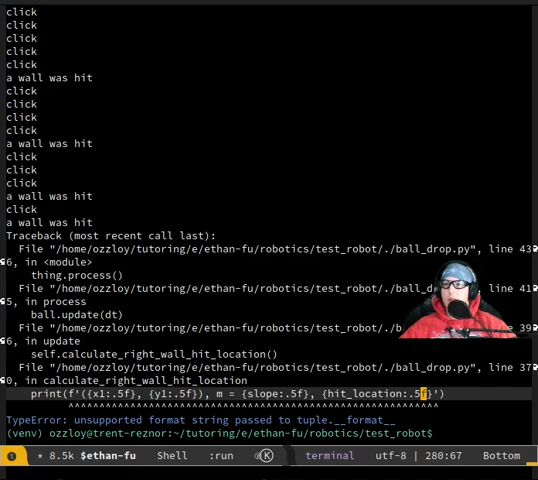 click
click
click
click
click
a wall was hit
click
click
click
click
a wall was hit
click
click
click
a wall was hit
click
a wall was hit
Traceback (most recent call last):
File "/home/ozzloy/tutoring/e/ethan-fu/robotics/test_robot/./ball_drop.py", line 43
6, in <module>
thing.process()
File "/home/ozzloy/tutoring/e/ethan-fu/robotics/test_robot/./ball_drop.py", line 41
5, in process
ball.update(dt)
File "/home/ozzloy/tutoring/e/ethan-fu/robotics/test_robot/./b , line 39
6, in update
self.calculate_right_wall_hit_location()
File "/home/ozzloy/tutoring/e/ethan-fu/robotics/test_robot/./b , line 37
0, in calculate_right_wall_hit_location
print(f'({x1:.5f}, {y1:.5f}), m = {slope:.5f}, {hit_location:.5f}')
^^^^^^^^^^^^^^^^^^^^^^^^^^^^^^^^^^^^^^^^^^^^^^^^^^^^^^^^^^^^^^^^^^^
TypeError: unsupported format string passed to tuple.__format__
(venv) ozzloy@trent-reznor:~/tutoring/e/ethan-fu/robotics/test_robot$
1 * 8.5k $ethan-fu Shell :run @ K terminal utf-8 | 280:67 Bottom